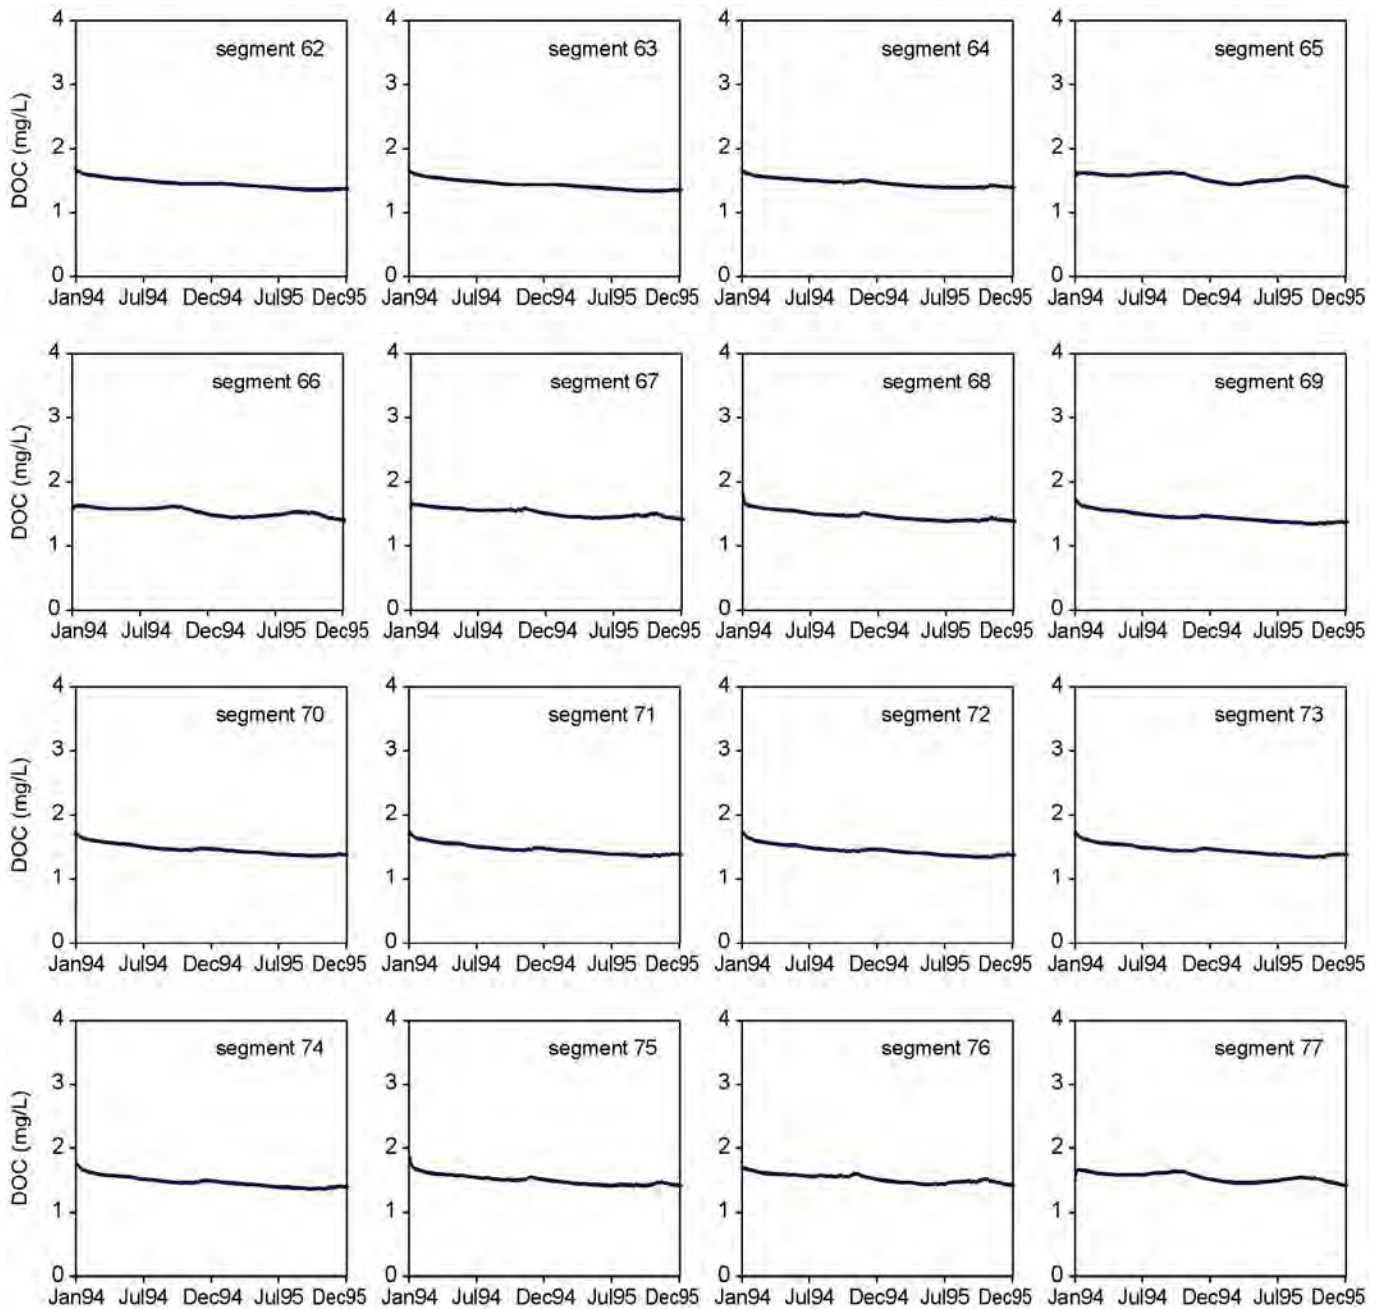 4 4 4 4
segment 62 segment 63 segment 64 segment 65
3 3 3 3
DOC (mg/L)
2 2 2 2
1 1 1 1
0 0 0 0
Jan94 Jul94 Dec94 Jul95 Dec95 Jan94 Jul94 Dec94 Jul95 Dec95 Jan94 Jul94 Dec94 Jul95 Dec95 Jan94 Jul94 Dec94 Jul95 Dec95
4 4 4 4
segment 66 segment 67 segment 68 segment 69
3 3 3 3
DOC (mg/L)
2 2 2 2
1 1 1 1
0 0 0 0
Jan94 Jul94 Dec94 Jul95 Dec95 Jan94 Jul94 Dec94 Jul95 Dec95 Jan94 Jul94 Dec94 Jul95 Dec95 Jan94 Jul94 Dec94 Jul95 Dec95
4 4 4 4
segment 70 segment 71 segment 72 segment 73
3 3 3 3
DOC (mg/L)
2 2 2 2
1 1 1 1
0 0 0 0
Jan94 Jul94 Dec94 Jul95 Dec95 Jan94 Jul94 Dec94 Jul95 Dec95 Jan94 Jul94 Dec94 Jul95 Dec95 Jan94 Jul94 Dec94 Jul95 Dec95
4 4 4 4
segment 74 segment 75 segment 76 segment 77
3 3 3 3
DOC (mg/L)
2 2 2 2
1 1 1 1
0 0 0 0
Jan94 Jul94 Dec94 Jul95 Dec95 Jan94 Jul94 Dec94 Jul95 Dec95 Jan94 Jul94 Dec94 Jul95 Dec95 Jan94 Jul94 Dec94 Jul95 Dec95